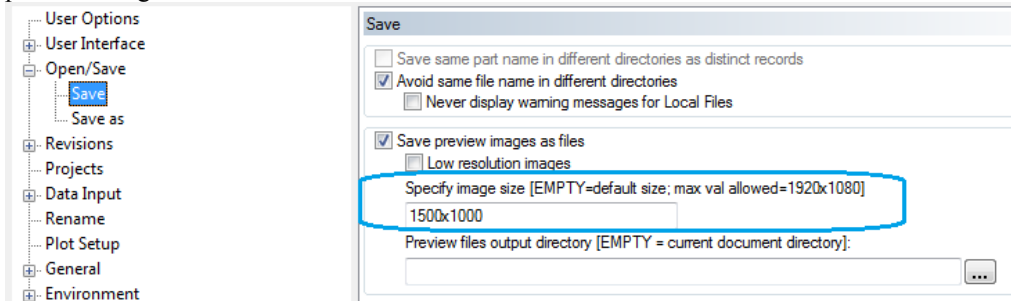 User Options
User Interface
Open/Save
Save
Save as
Revisions
Projects
Data Input
Rename
Plot Setup
General
Environment
Save
Save same part name in different directories as distinct records
Avoid same file name in different directories
Never display warning messages for Local Files
Save preview images as files
Low resolution images
Specify image size [EMPTY=default size; max val allowed=1920x1080]
1500x1000
Preview files output directory [EMPTY = current document directory]:
...